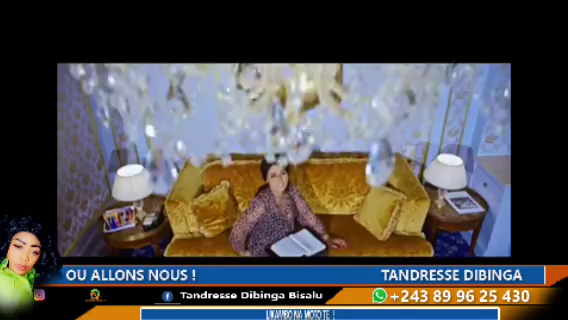 OU ALLONS NOUS !
TANDRESSE DIBINGA
Tandresse Dibinga Bisalu
+243 89 96 25 430
LIKAMBO NA MOTO TE !